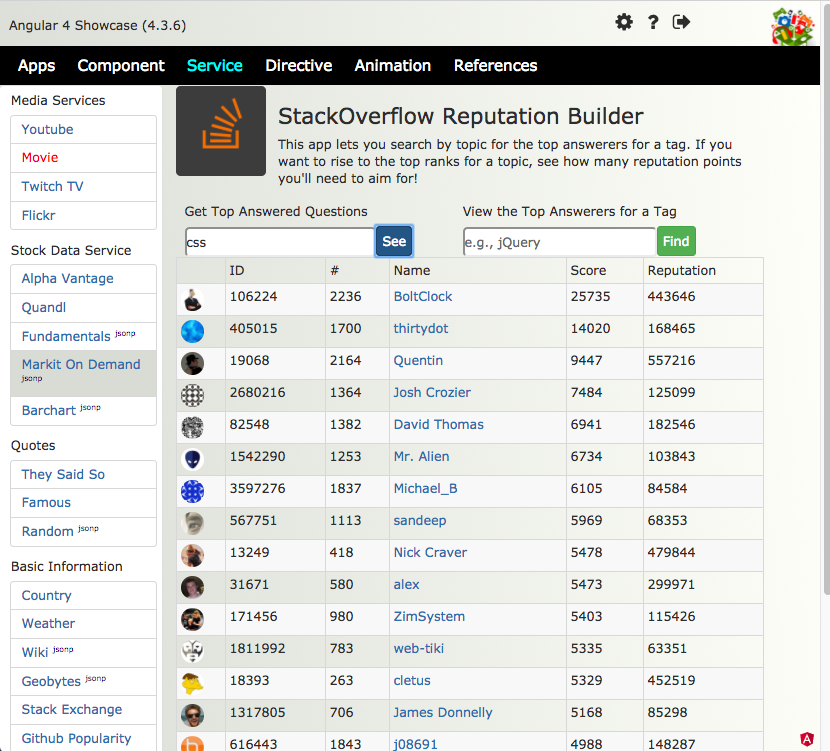 Angular 4 Showcase (4.3.6)
?
Apps Component Service Directive Animation References
Media Services
Youtube
Movie
Twitch TV
Flickr
Stock Data Service
Alpha Vantage
Quandl
Fundamentals jsonp
Markit On Demand
jsonp
Barchart jsonp
Quotes
They Said So
Famous
Random jsonp
Basic Information
Country
Weather
Wiki jsonp
Geobytes jsonp
Stack Exchange
Github Popularity
StackOverflow Reputation Builder
This app lets you search by topic for the top answerers for a tag. If you
want to rise to the top ranks for a topic, see how many reputation points
you'll need to aim for!
Get Top Answered Questions View the Top Answerers for a Tag
css See e.g., jQuery Find
ID # Name Score Reputation
106224 2236 BoltClock 25735 443646
405015 1700 thirtydot 14020 168465
19068 2164 Quentin 9447 557216
2680216 1364 Josh Crozier 7484 125099
82548 1382 David Thomas 6941 182546
1542290 1253 Mr. Alien 6734 103843
3597276 1837 Michael_B 6105 84584
567751 1113 sandeep 5969 68353
13249 418 Nick Craver 5478 479844
31671 580 alex 5473 299971
171456 980 ZimSystem 5403 115426
1811992 783 web-tiki 5335 63351
18393 263 cletus 5329 452519
1317805 706 James Donnelly 5168 85298
616443 1843 j08691 4988 148287
A